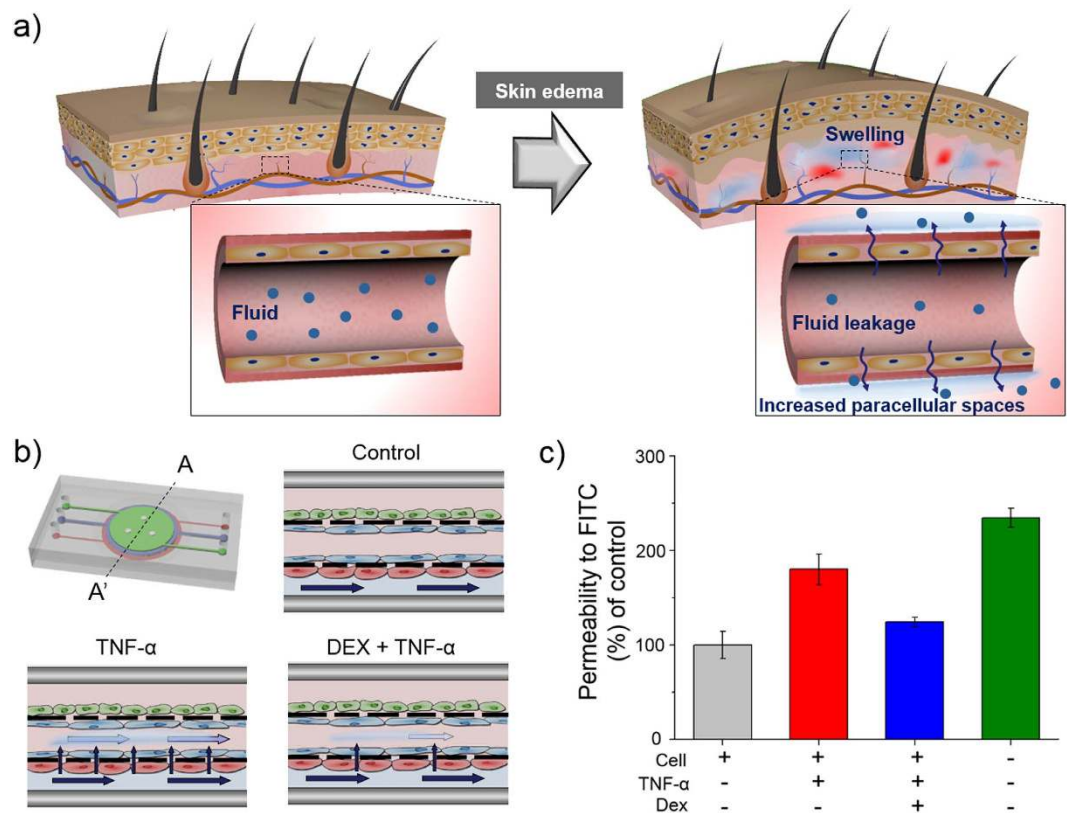 a)
Skin edema
Swelling
Fluid
Fluid leakage
Increased paracellular spaces
b)
A
A'
Control
TNF-α
DEX + TNF-α
c)
Permeability to FITC
(%) of control
300
200
100
0
Cell + + + -
TNF-α - + + -
Dex - - + -